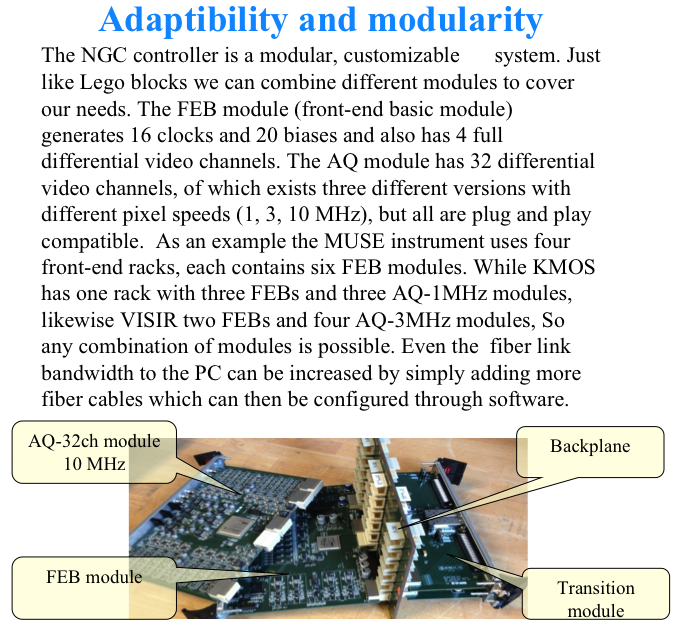 Adaptibility and modularity
The NGC controller is a modular, customizable system. Just
like Lego blocks we can combine different modules to cover
our needs. The FEB module (front-end basic module)
generates 16 clocks and 20 biases and also has 4 full
differential video channels. The AQ module has 32 differential
video channels, of which exists three different versions with
different pixel speeds (1, 3, 10 MHz), but all are plug and play
compatible. As an example the MUSE instrument uses four
front-end racks, each contains six FEB modules. While KMOS
has one rack with three FEBs and three AQ-1MHz modules,
likewise VISIR two FEBs and four AQ-3MHz modules, So
any combination of modules is possible. Even the fiber link
bandwidth to the PC can be increased by simply adding more
fiber cables which can then be configured through software.
AQ-32ch module
10 MHz
Backplane
FEB module
Transition
module